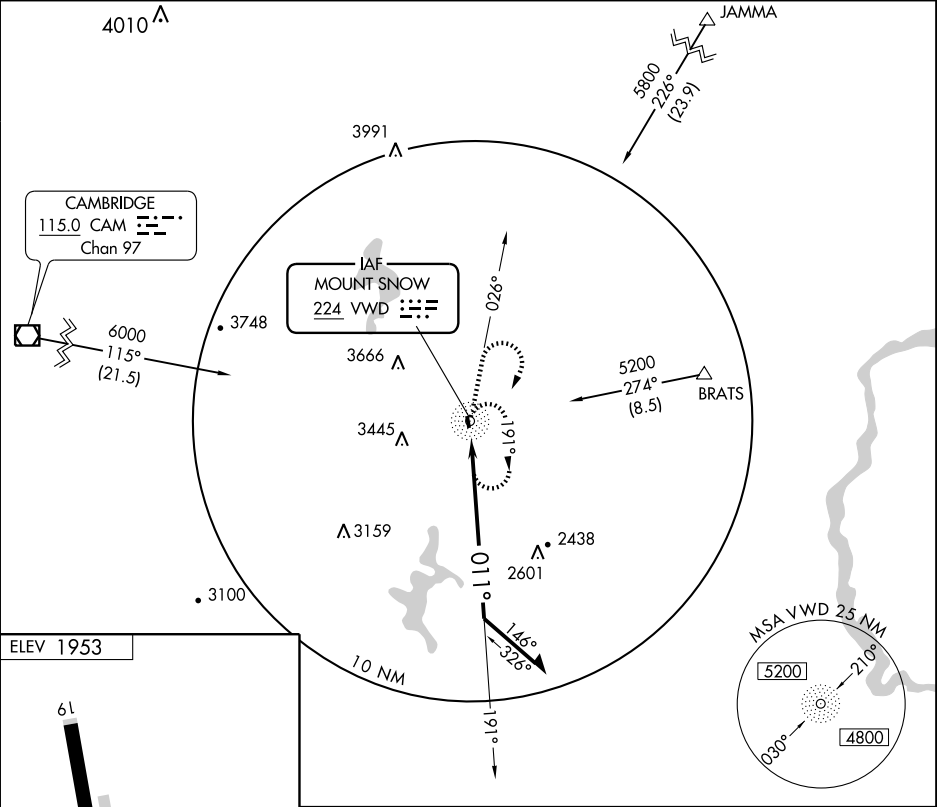 4010
JAMMA
5800
226°
(23.9)
3991
CAMBRIDGE
115.0 CAM
Chan 97
IAF
MOUNT SNOW
224 VWD
026°
3748
6000
115°
(21.5)
3666
5200
274°
(8.5)
BRATS
3445
191°
3159
2438
2601
011°
3100
146°
326°
10 NM
191°
MSA VWD 25 NM
5200
210°
030°
4800
ELEV 1953
19